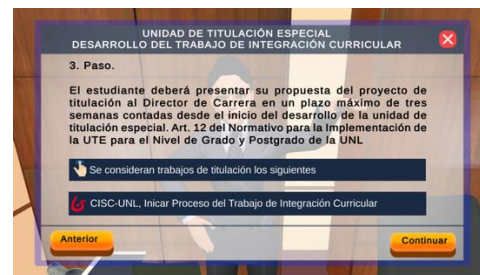 UNIDAD DE TITULACIÓN ESPECIAL
DESARROLLO DEL TRABAJO DE INTEGRACIÓN CURRICULAR
3. Paso.
El estudiante deberá presentar su propuesta del proyecto de
titulación al Director de Carrera en un plazo máximo de tres
semanas contadas desde el inicio del desarrollo de la unidad de
titulación especial. Art. 12 del Normativo para la Implementación de
la UTE para el Nivel de Grado y Postgrado de la UNL
Se consideran trabajos de titulación los siguientes
CISC-UNL, Inicar Proceso del Trabajo de Integración Curricular
Anterior
Continuar